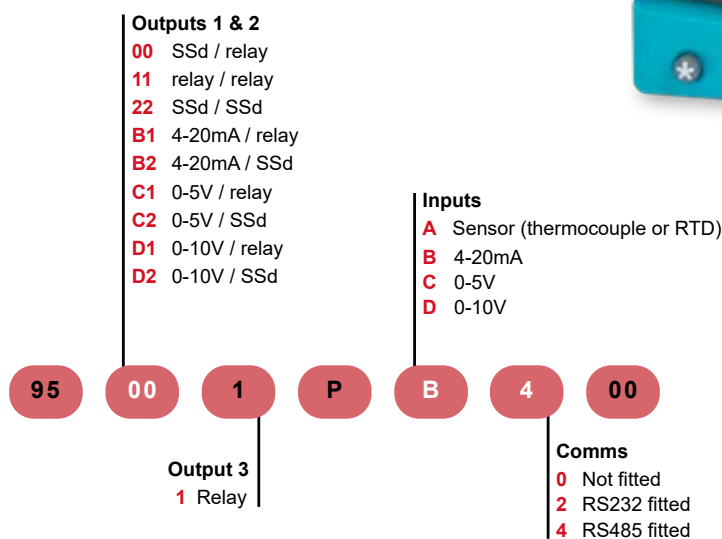 Outputs 1 & 2
00 SSd / relay
11 relay / relay
22 SSd / SSd
B1 4-20mA / relay
B2 4-20mA / SSd
C1 0-5V / relay
C2 0-5V / SSd
D1 0-10V / relay
D2 0-10V / SSd
Inputs
A Sensor (thermocouple or RTD)
B 4-20mA
C 0-5V
D 0-10V
95 00 1 P B 4 00
Output 3
1 Relay
Comms
0 Not fitted
2 RS232 fitted
4 RS485 fitted